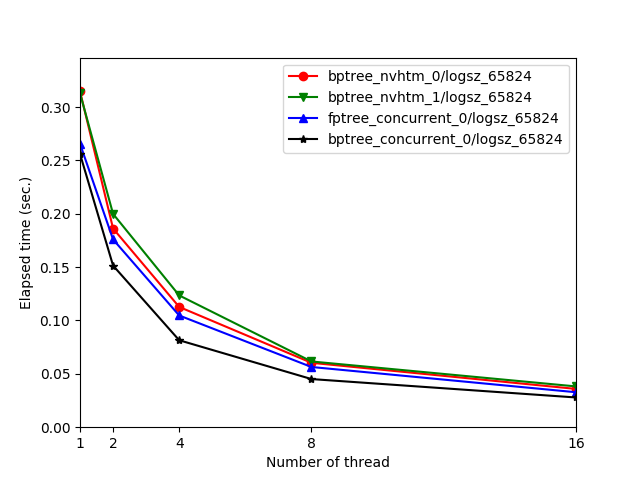 bptree_nvhtm_0/logsz_65824
bptree_nvhtm_1/logsz_65824
fptree_concurrent_0/logsz_65824
bptree_concurrent_0/logsz_65824
0.30
0.25
0.20
0.15
0.10
0.05
0.00
Elapsed time (sec.)
1 2 4 8 16
Number of thread